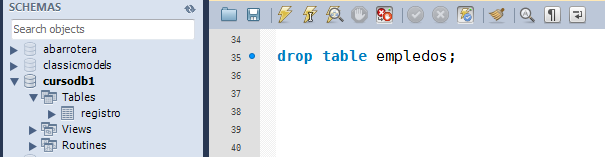 SCHEMAS
Search objects
abarrotera
classicmodels
cursodb1
Tables
registro
Views
Routines
34
35 drop table empledos;
36
37
38
39
40